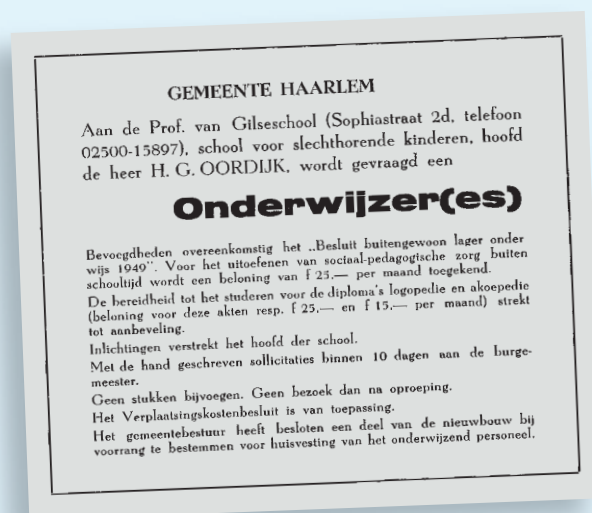 GEMEENTE HAARLEM
Aan de Prof. van Gilseschool (Sophiastraat 2d, telefoon
02500-15897), school voor slechthorende kinderen, hoofd
de heer H. G. OORDIJK, wordt gevraagd een
Onderwijzer(es)
Bevoegdheden overeenkomstig het „Besluit buitengewoon lager onder
wijs 1949”. Voor het uitoefenen van sociaal-pedagogische zorg buiten
schooltijd wordt een beloning van f 25.— per maand toegekend.
De bereidheid tot het studeren voor de diploma's logopedie en akoepedie
(beloning voor deze akten resp. f 25,— en f 15,— per maand) strekt
tot aanbeveling.
Inlichtingen verstrekt het hoofd der school.
Met de hand geschreven sollicitaties binnen 10 dagen aan de burge-
meester.
Geen stukken bijvoegen. Geen bezoek dan na oproeping.
Het Verplaatsingskostenbesluit is van toepassing.
Het gemeentebestuur heeft besloten een deel van de nieuwbouw bij
voorrang te bestemmen voor huisvesting van het onderwijzend personeel.